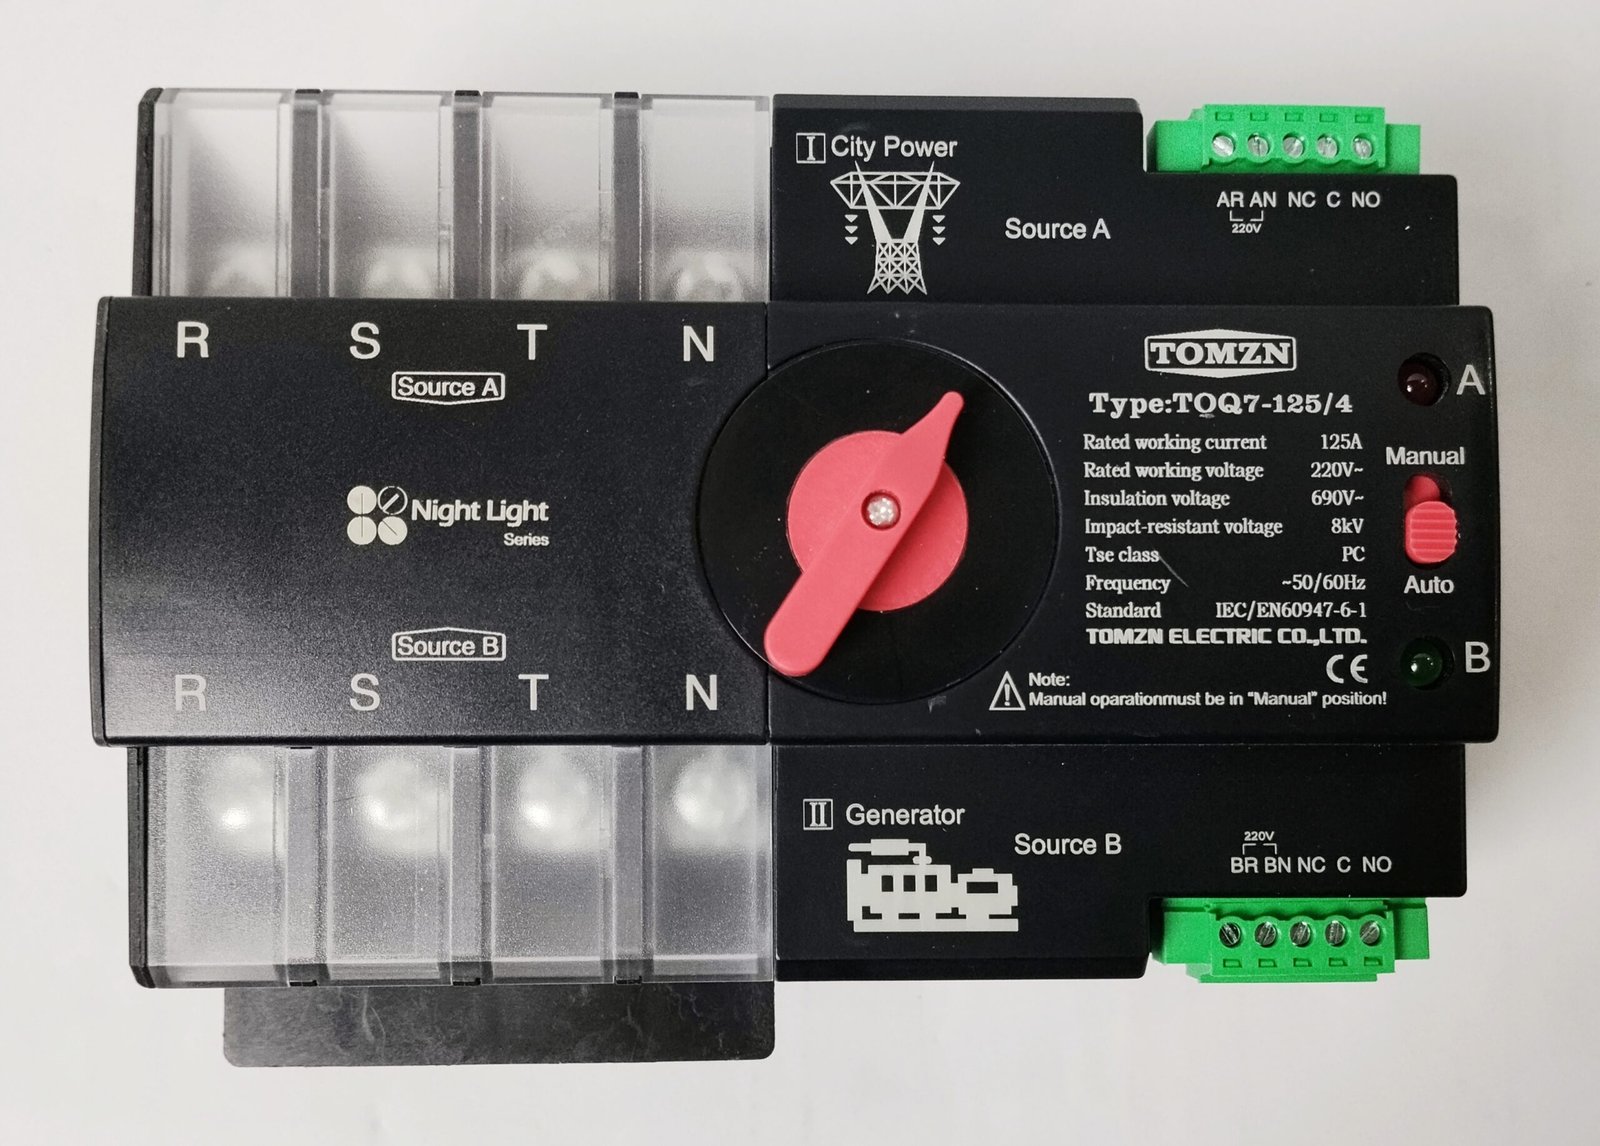 I City Power
Source A
AR AN NC C NO
220V
R S T N
Source A
TOMZN
A
Type:TOQ7-125/4
Rated working current 125A
Rated working voltage 220V~
Insulation voltage 690V~
Impact-resistant voltage 8kV
Tse class PC
Frequency ~50/60Hz
Standard IEC/EN60947-6-1
TOMZN ELECTRIC CO.,LTD.
CE
Manual
Auto
B
Night Light
Series
Source B
R S T N
Note:
Manual oparationmust be in "Manual" position!
II Generator
Source B
220V
BR BN NC C NO